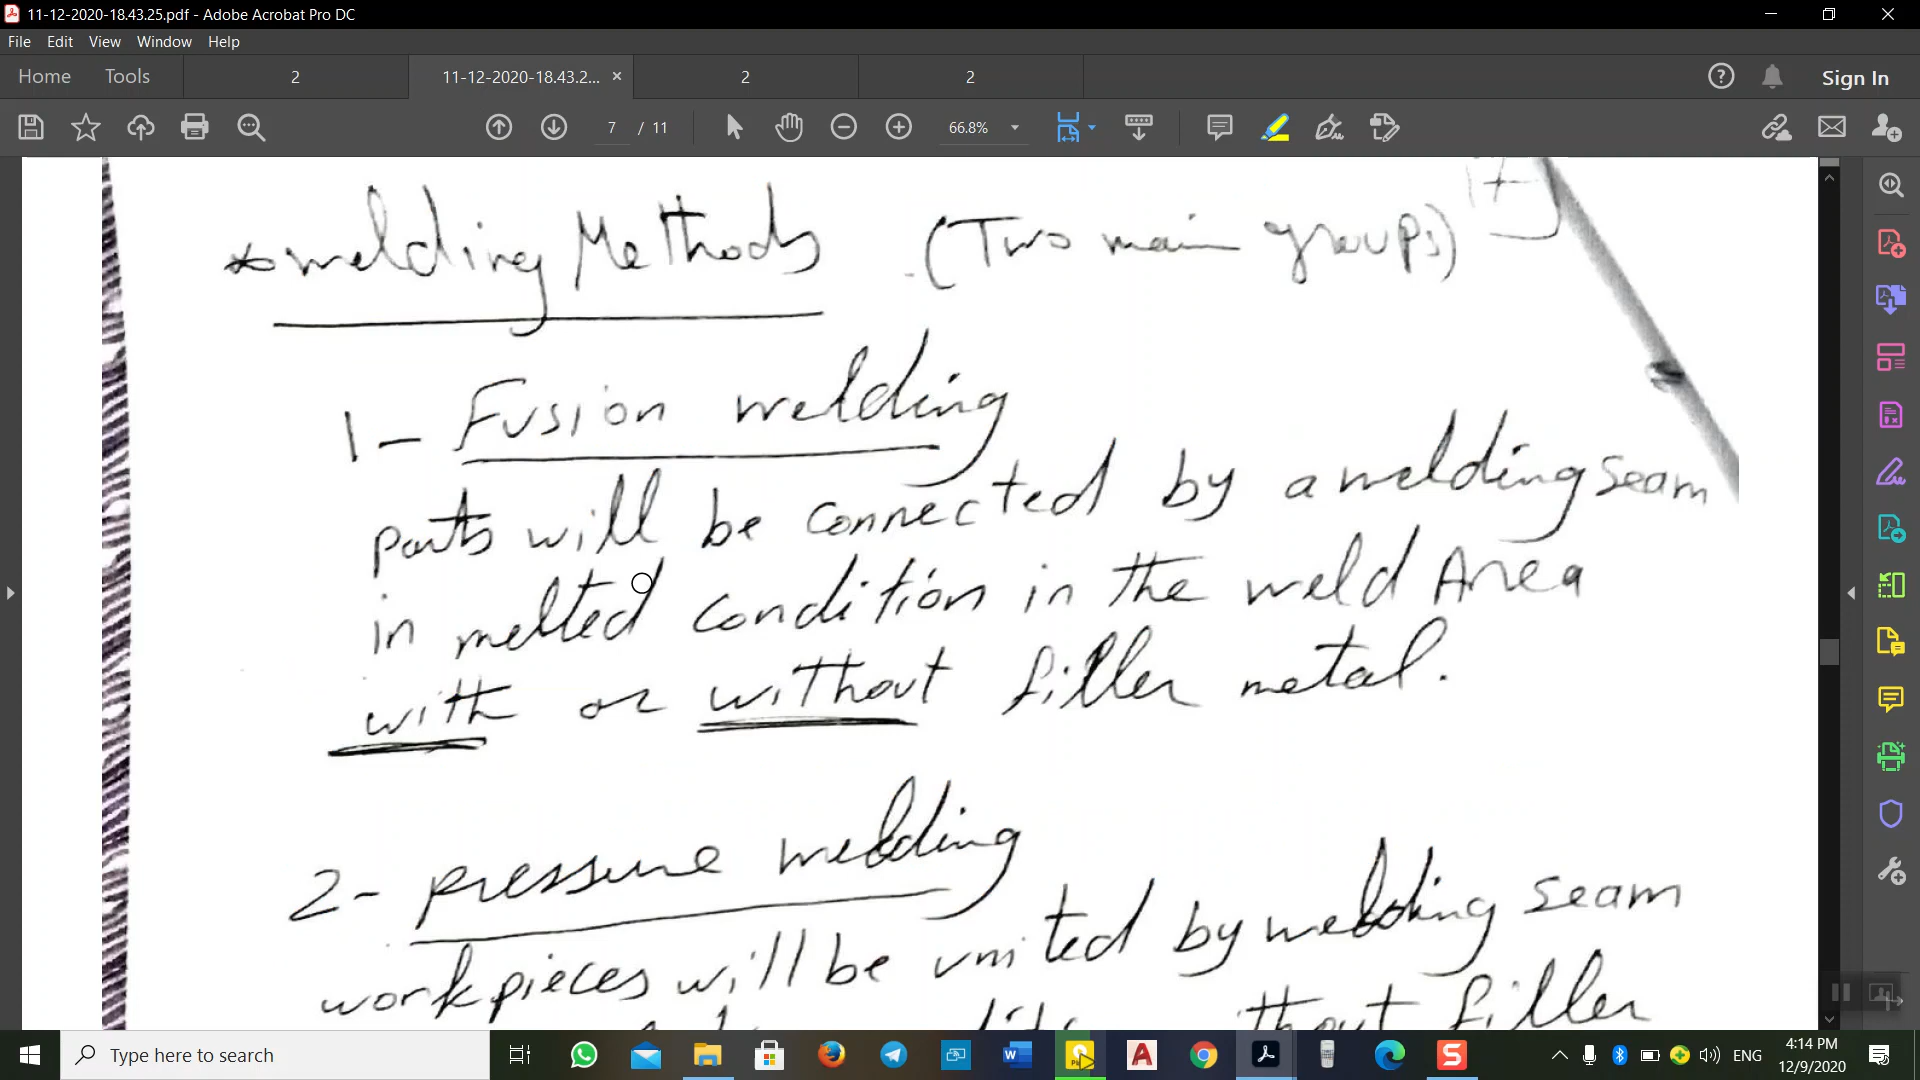 11-12-2020-18.43.25.pdf - Adobe Acrobat Pro DC
File Edit View Window Help
Home Tools 2 11-12-2020-18.43.2... × 2 2 Sign In
7 / 11 66.8%
7
*welding Methods (Two main groups)
1- Fusion welding
parts will be connected by a welding seam
in melted condition in the weld Area
with or without filler metal.
2- pressure welding
workpieces will be united by welding seam
without filler
Type here to search
ENG
4:14 PM
12/9/2020